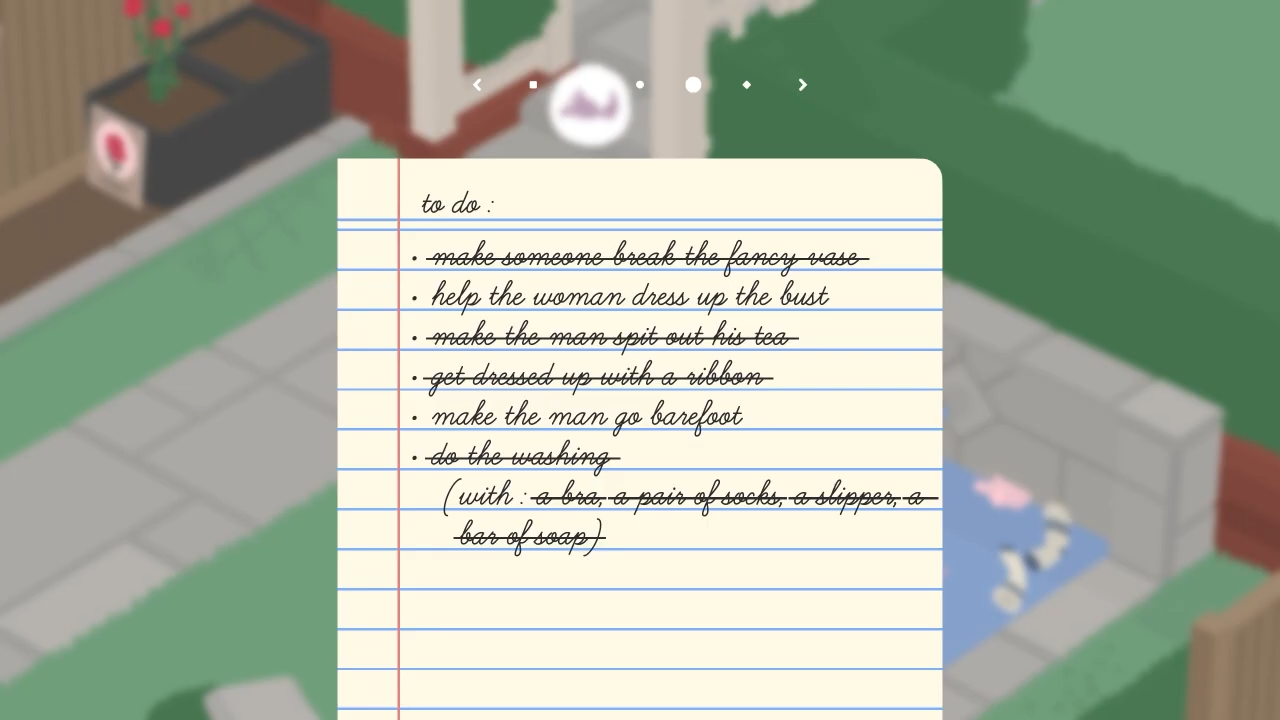 to do :
• make someone break the fancy vase
• help the woman dress up the bust
• make the man spit out his tea
• get dressed up with a ribbon
• make the man go barefoot
• do the washing
(with : a bra, a pair of socks, a slipper, a
bar of soap)